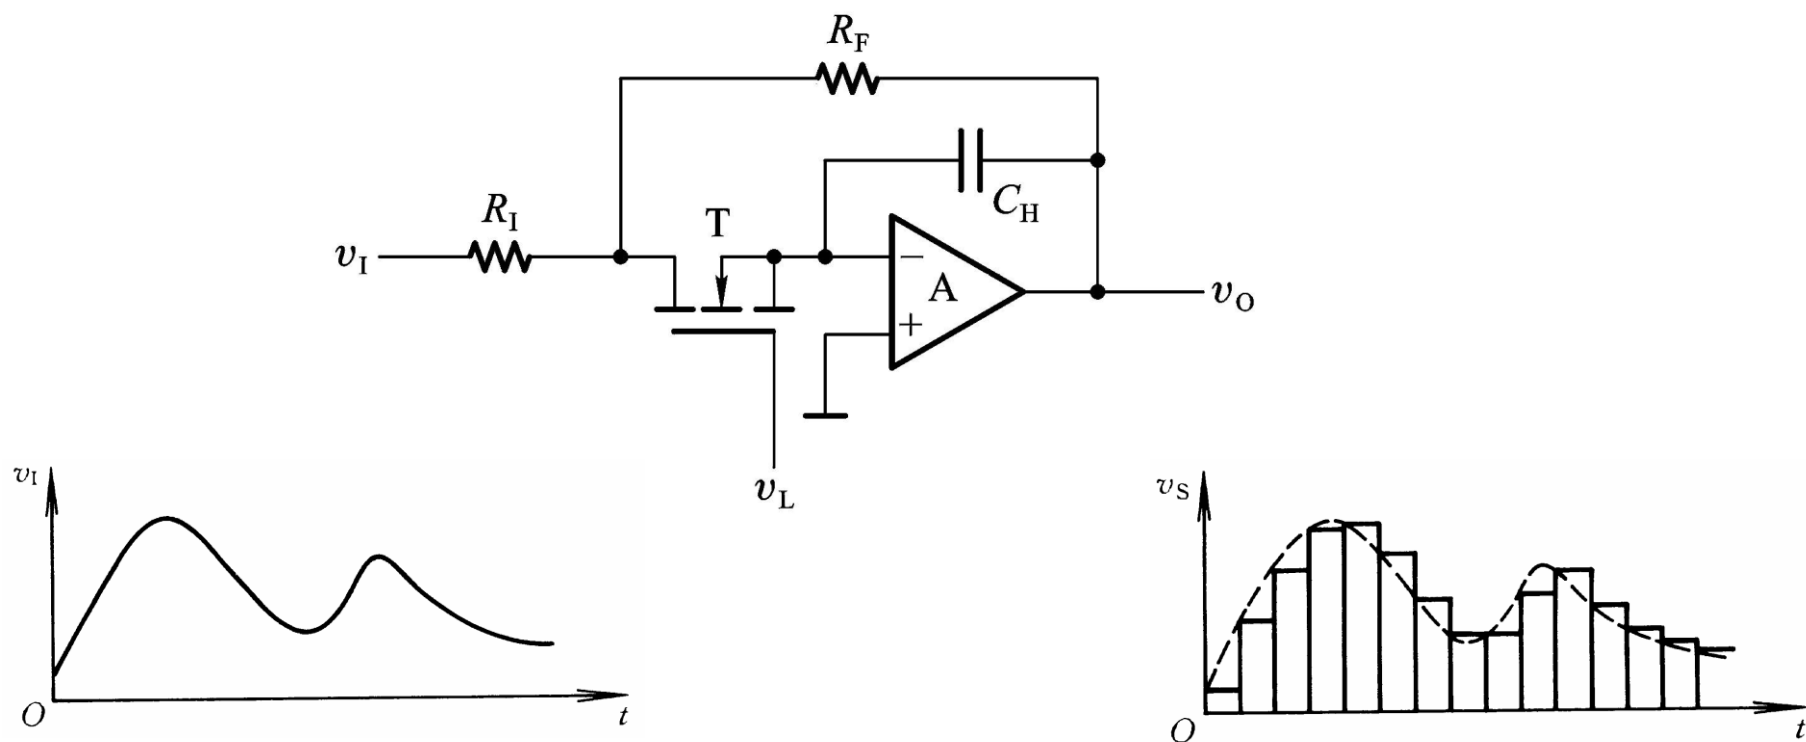 R_F
C_H
R_I
T
v_I
−
A
+
v_O
v_L
v_I
O
t
v_S
O
t